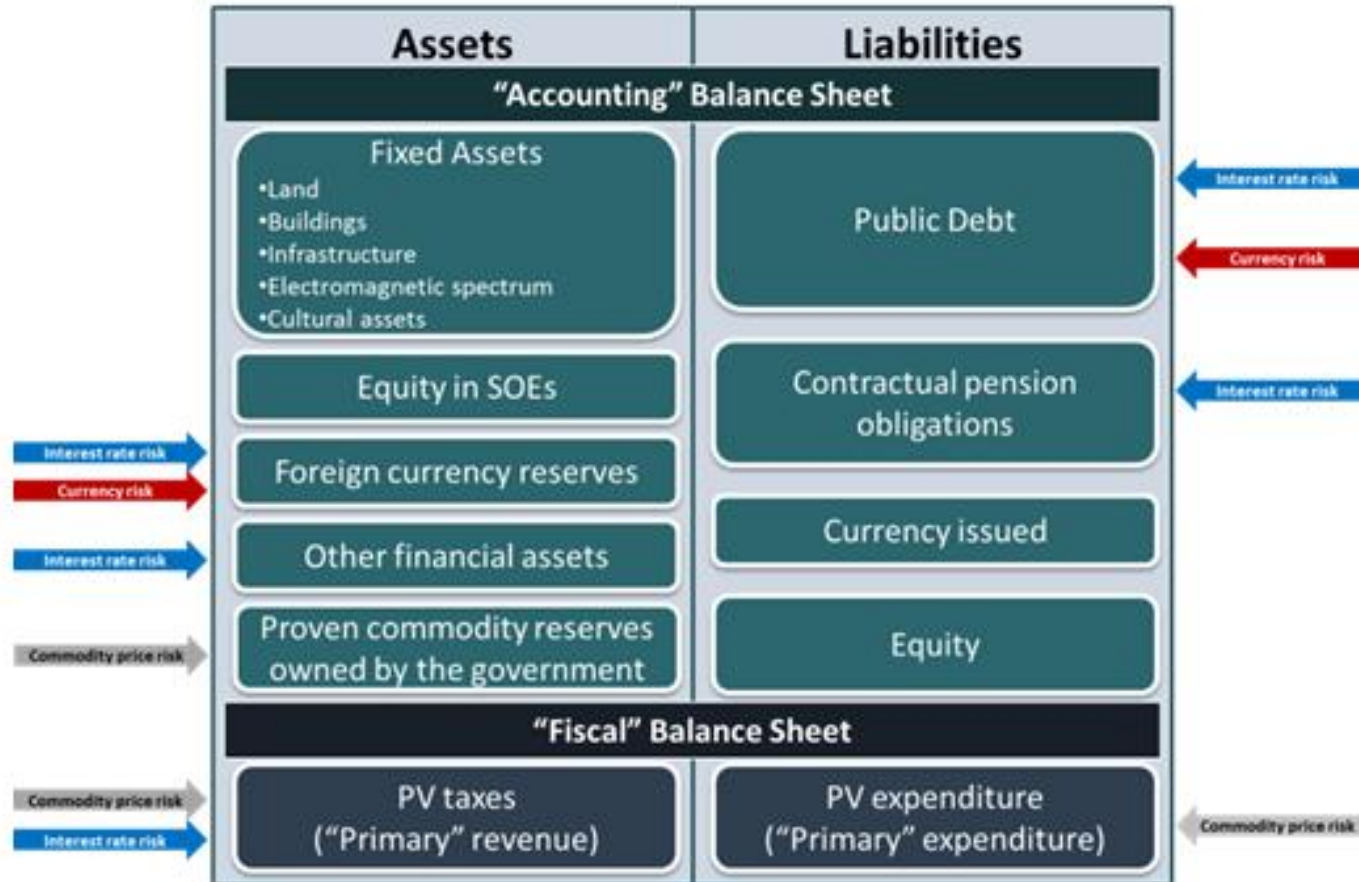 Assets
Liabilities
“Accounting” Balance Sheet
Fixed Assets
•Land
•Buildings
•Infrastructure
•Electromagnetic spectrum
•Cultural assets
Public Debt
Interest rate risk
Currency risk
Equity in SOEs
Contractual pension
obligations
Interest rate risk
Interest rate risk
Currency risk
Foreign currency reserves
Interest rate risk
Other financial assets
Currency issued
Commodity price risk
Proven commodity reserves
owned by the government
Equity
“Fiscal” Balance Sheet
Commodity price risk
Interest rate risk
PV taxes
(“Primary” revenue)
PV expenditure
(“Primary” expenditure)
Commodity price risk